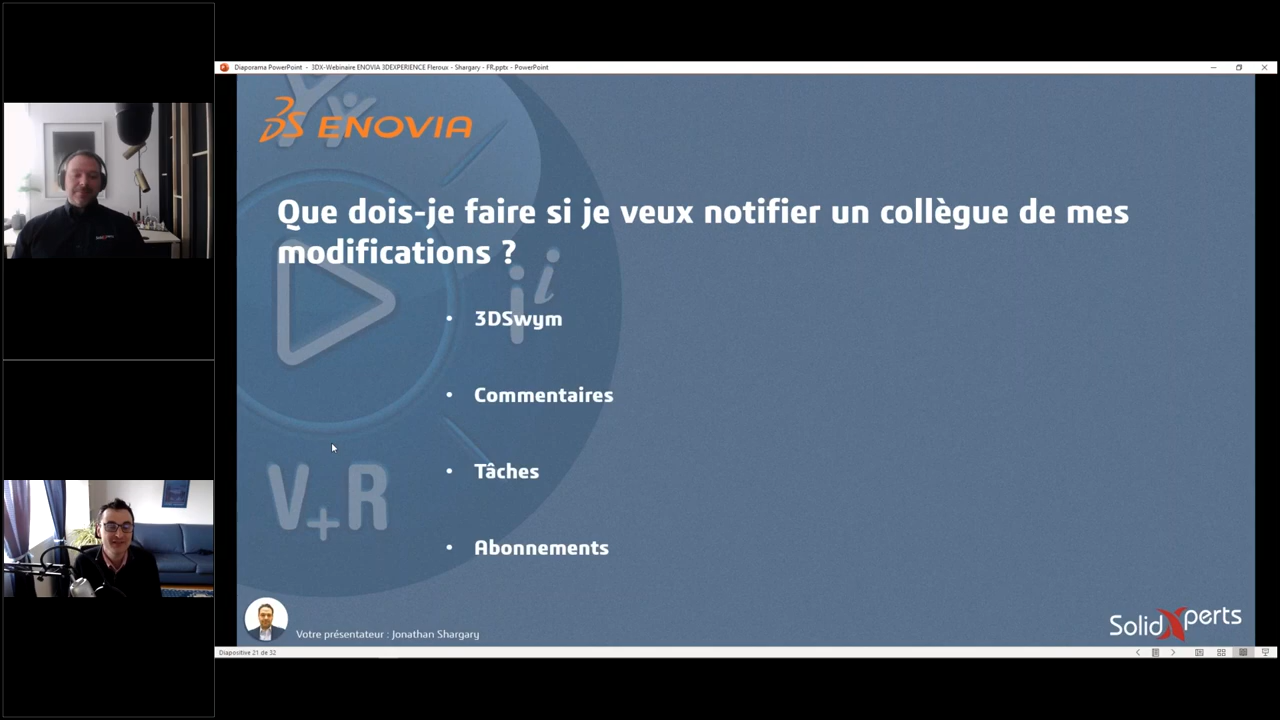 Diaporama PowerPoint - 3DX-Webinaire ENOVIA 3DEXPERIENCE Fleroux - Shargary - FR.pptx - PowerPoint
3DS ENOVIA
Que dois-je faire si je veux notifier un collègue de mes
modifications ?
• 3DSwym
• Commentaires
• Tâches
• Abonnements
i i
V+R
Votre présentateur : Jonathan Shargary
SolidXperts
Diapositive 21 de 32